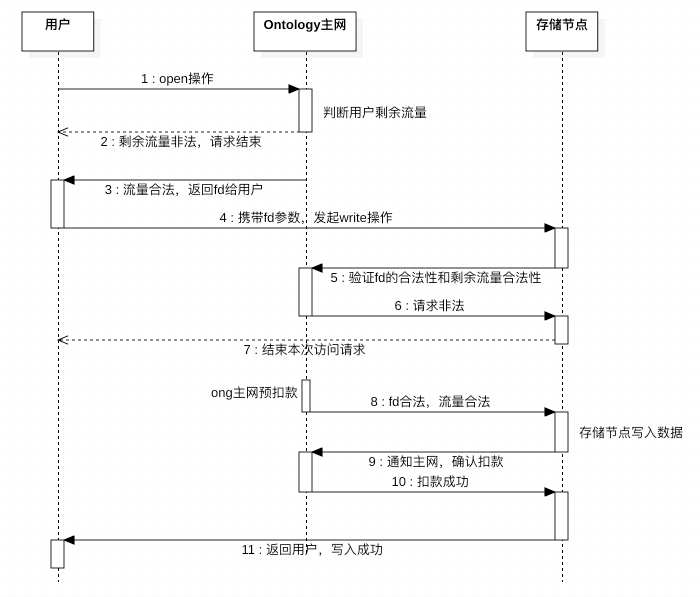 用户
Ontology主网
存储节点
1 : open操作
判断用户剩余流量
2 : 剩余流量非法，请求结束
3 : 流量合法，返回fd给用户
4 : 携带fd参数，发起write操作
5 : 验证fd的合法性和剩余流量合法性
6 : 请求非法
7 : 结束本次访问请求
ong主网预扣款
8 : fd合法，流量合法
存储节点写入数据
9 : 通知主网，确认扣款
10 : 扣款成功
11 : 返回用户，写入成功